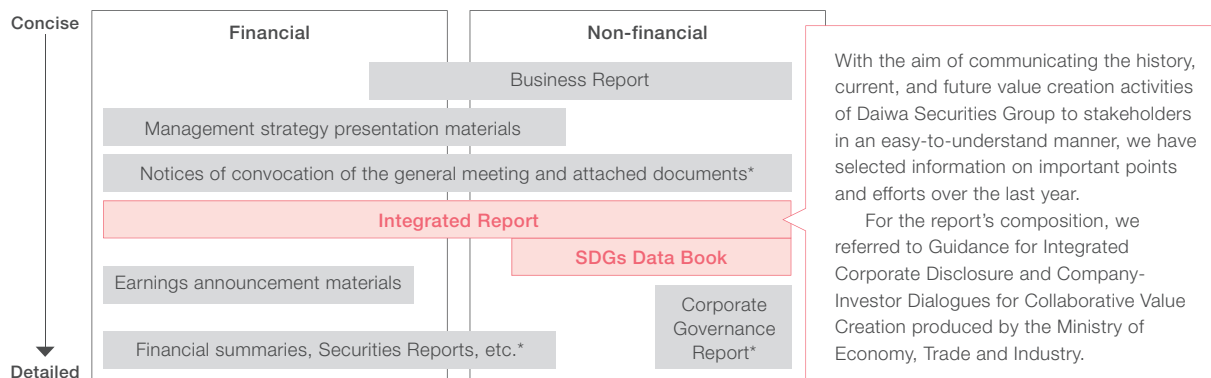 Concise
Financial
Non-financial
Business Report
Management strategy presentation materials
Notices of convocation of the general meeting and attached documents*
Integrated Report
SDGs Data Book
Earnings announcement materials
Corporate
Governance
Report*
Financial summaries, Securities Reports, etc.*
Detailed
With the aim of communicating the history,
current, and future value creation activities
of Daiwa Securities Group to stakeholders
in an easy-to-understand manner, we have
selected information on important points
and efforts over the last year.
For the report’s composition, we
referred to Guidance for Integrated
Corporate Disclosure and Company-
Investor Dialogues for Collaborative Value
Creation produced by the Ministry of
Economy, Trade and Industry.